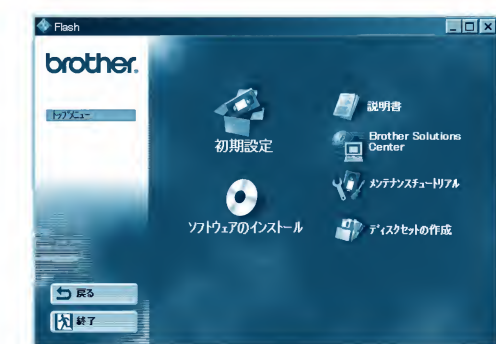 Flash
brother.
トップメニュー
初期設定
ソフトウェアのインストール
説明書
Brother Solutions
Center
メンテナンスチュートリアル
ディスクセットの作成
戻る
終了